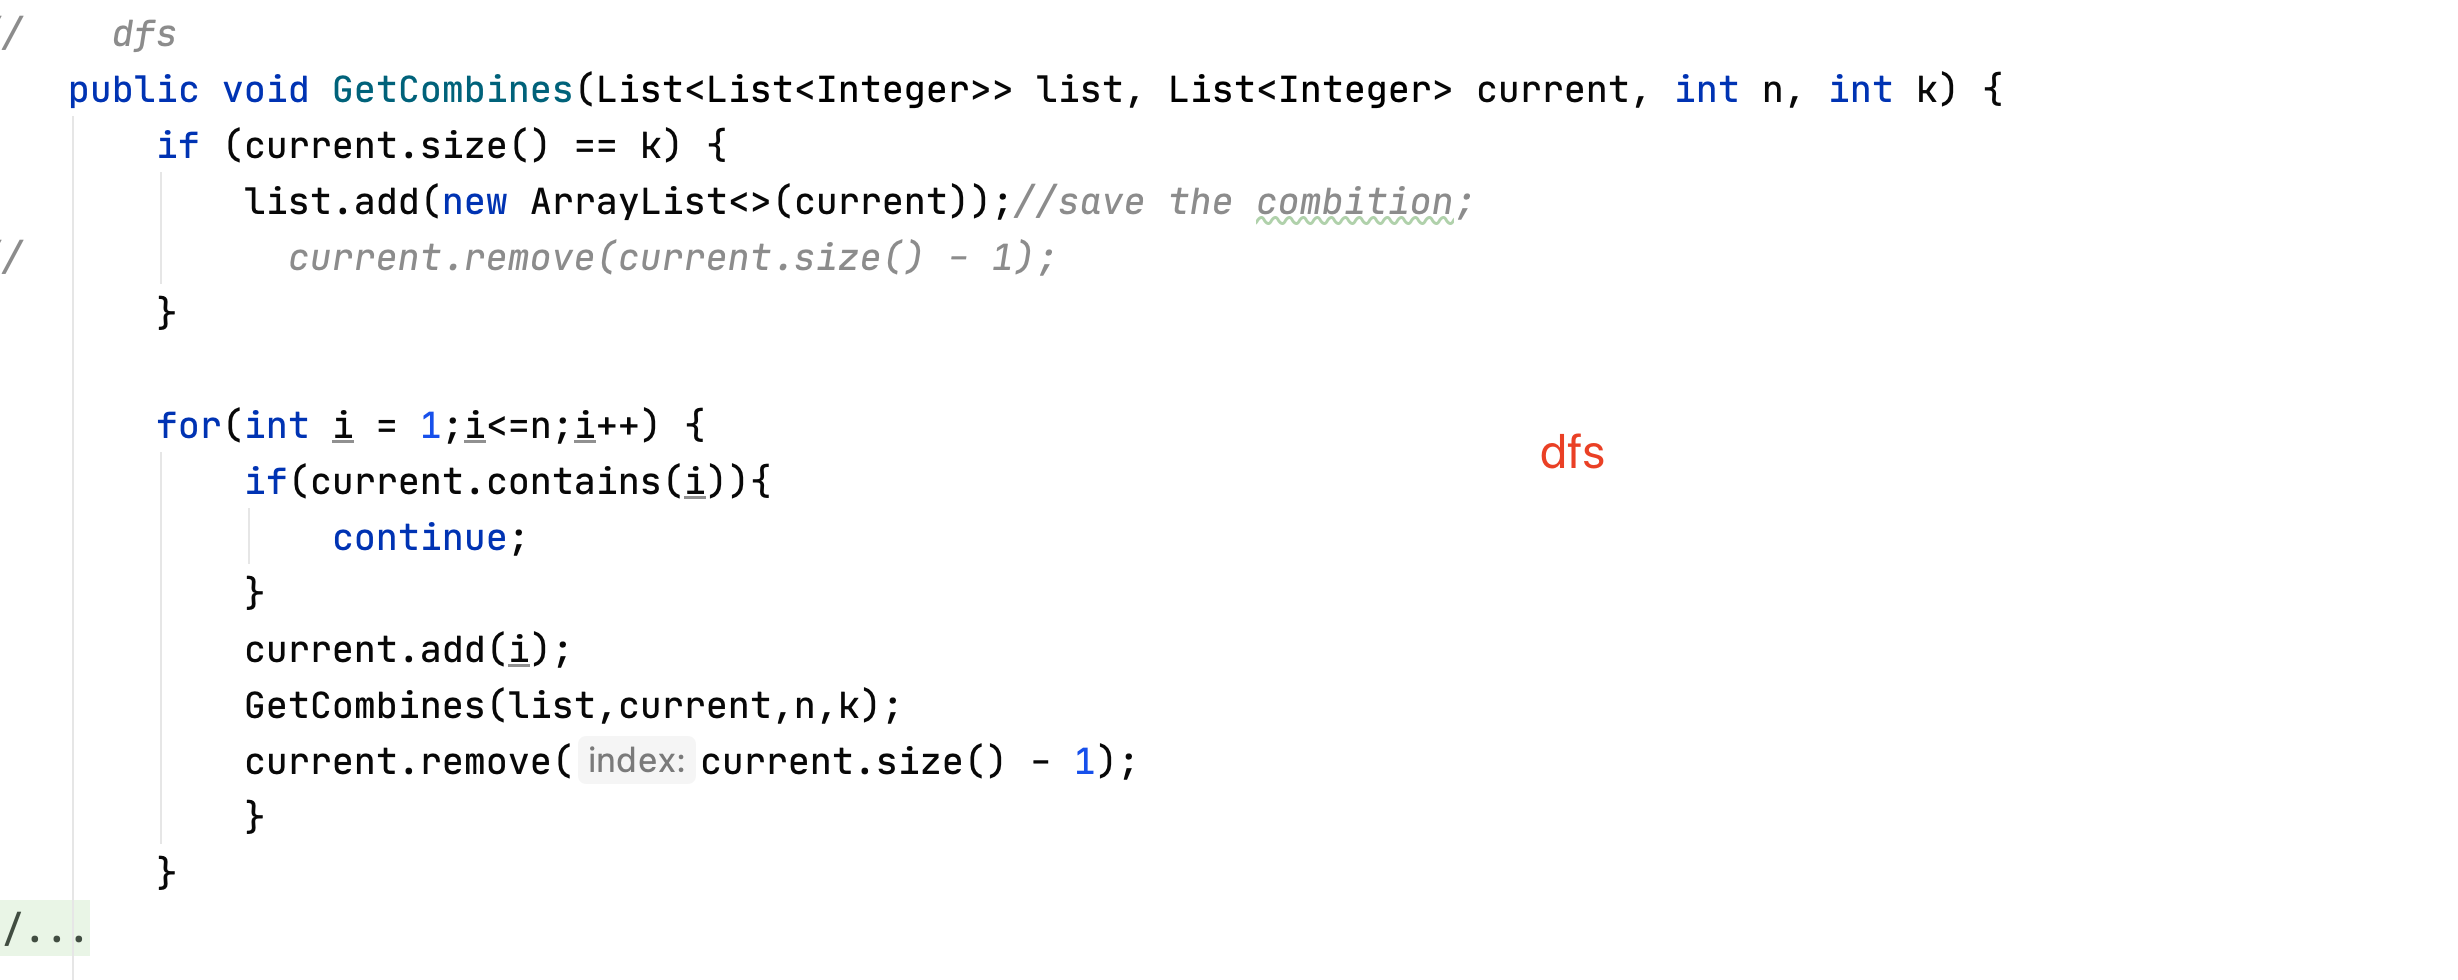 /    dfs
public void GetCombines(List<List<Integer>> list, List<Integer> current, int n, int k) {
if (current.size() == k) {
list.add(new ArrayList<>(current));//save the combition;
/    current.remove(current.size() - 1);
}
for(int i = 1;i<=n;i++) {
dfs
if(current.contains(i)){
continue;
}
current.add(i);
GetCombines(list,current,n,k);
current.remove( index: current.size() - 1);
}
}
/...